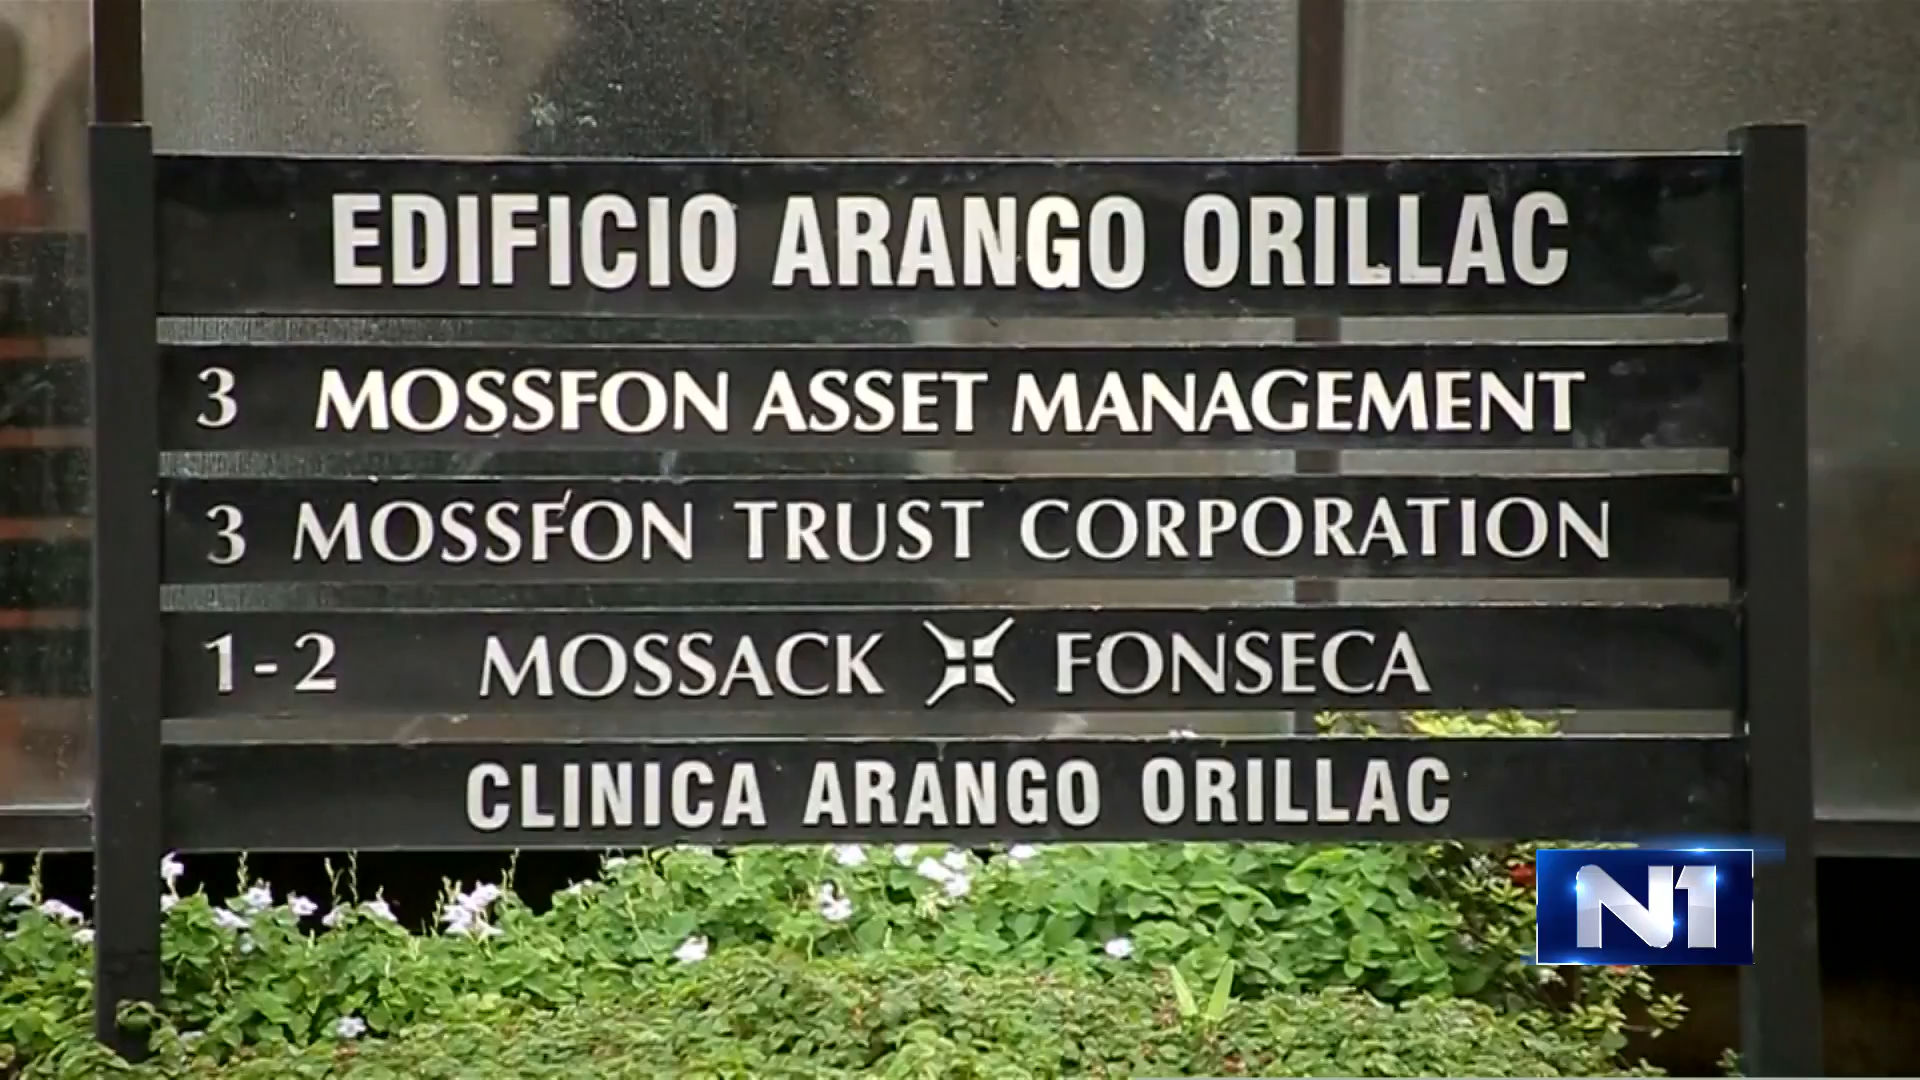 EDIFICIO ARANGO ORILLAC
3 MOSSFON ASSET MANAGEMENT
3 MOSSFON TRUST CORPORATION
1-2 MOSSACK FONSECA
CLINICA ARANGO ORILLAC
N1